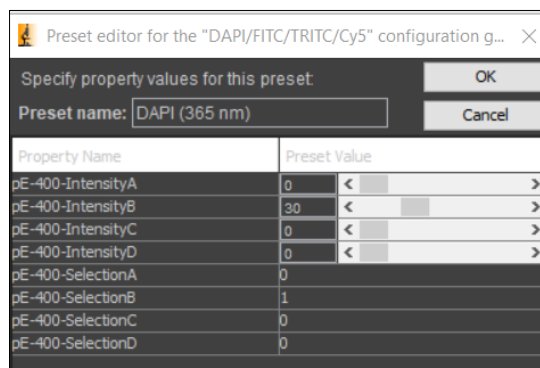 Preset editor for the "DAPI/FITC/TRITC/Cy5" configuration g...
Specify property values for this preset: OK
Preset name: DAPI (365 nm) Cancel
Property Name Preset Value
pE-400-IntensityA 0
pE-400-IntensityB 30
pE-400-IntensityC 0
pE-400-IntensityD 0
pE-400-SelectionA 0
pE-400-SelectionB 1
pE-400-SelectionC 0
pE-400-SelectionD 0